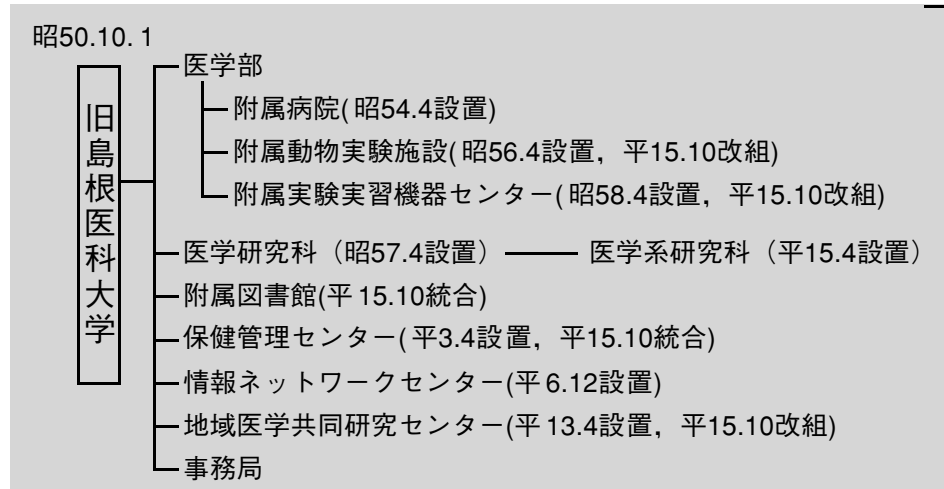 昭50.10.1
旧島根医科大学
医学部
附属病院(昭54.4設置)
附属動物実験施設(昭56.4設置，平15.10改組)
附属実験実習機器センター(昭58.4設置，平15.10改組)
医学研究科（昭57.4設置） 医学系研究科（平15.4設置）
附属図書館(平15.10統合)
保健管理センター(平3.4設置，平15.10統合)
情報ネットワークセンター(平6.12設置)
地域医学共同研究センター(平13.4設置，平15.10改組)
事務局